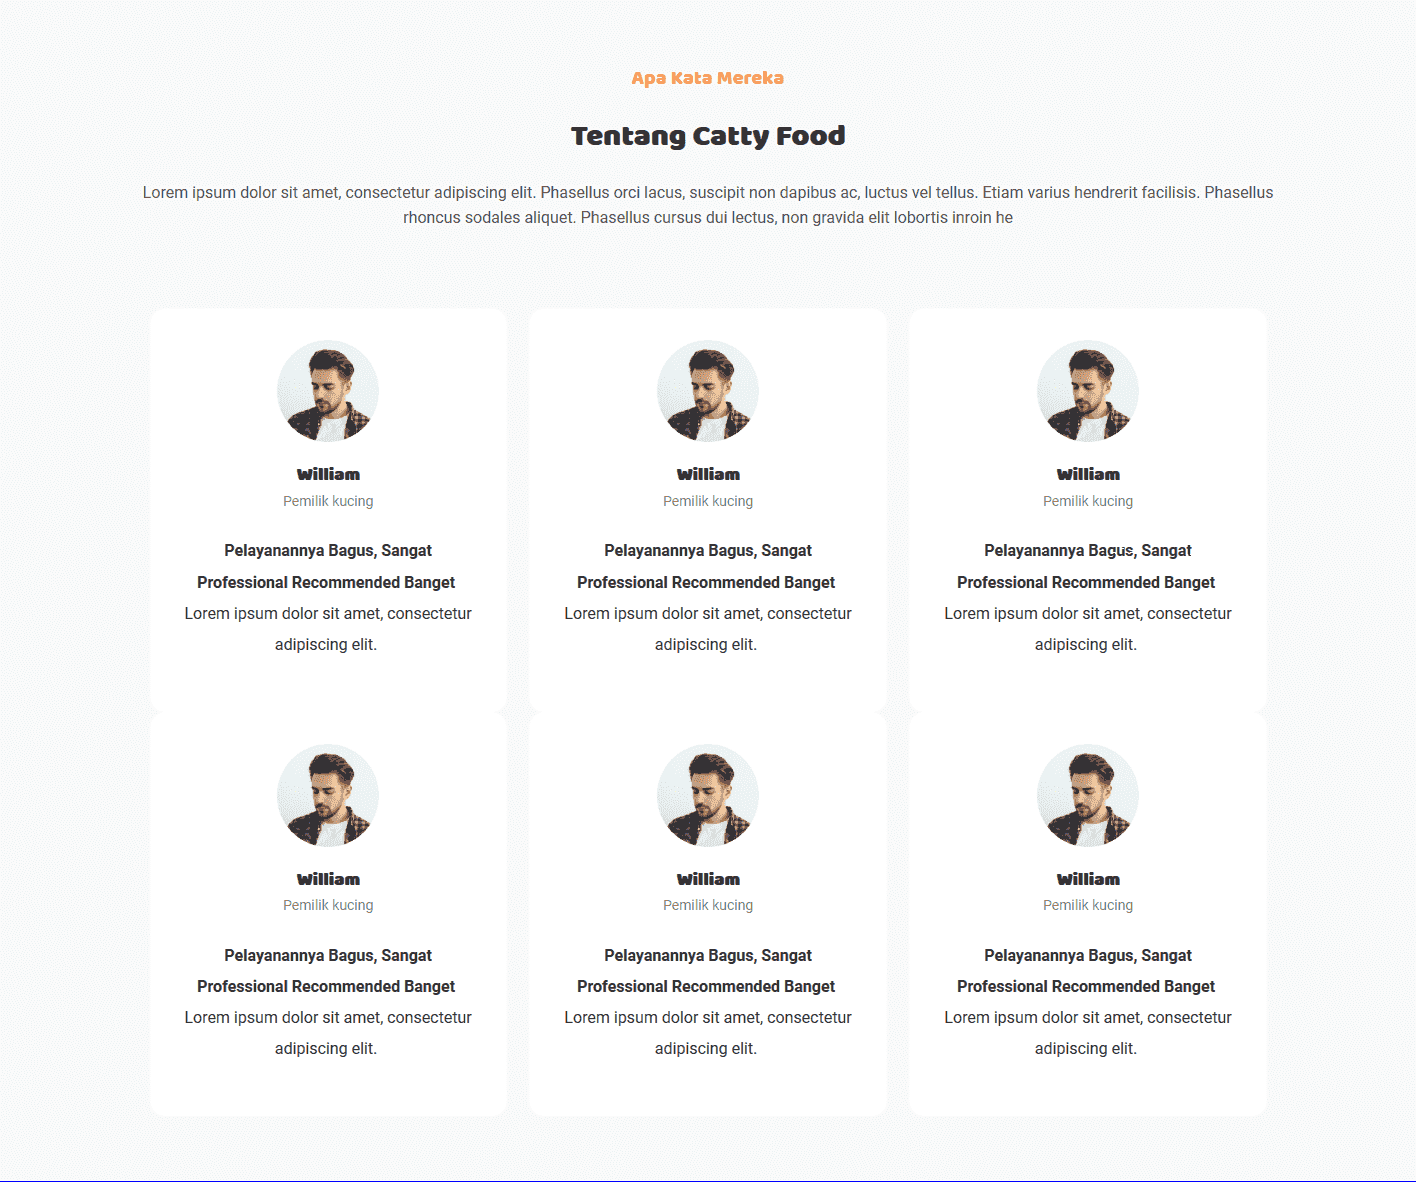 Apa Kata Mereka
Tentang Catty Food
Lorem ipsum dolor sit amet, consectetur adipiscing elit. Phasellus orci lacus, suscipit non dapibus ac, luctus vel tellus. Etiam varius hendrerit facilisis. Phasellus
rhoncus sodales aliquet. Phasellus cursus dui lectus, non gravida elit lobortis inroin he
William
Pemilik kucing
Pelayanannya Bagus, Sangat
Professional Recommended Banget
Lorem ipsum dolor sit amet, consectetur
adipiscing elit.
William
Pemilik kucing
Pelayanannya Bagus, Sangat
Professional Recommended Banget
Lorem ipsum dolor sit amet, consectetur
adipiscing elit.
William
Pemilik kucing
Pelayanannya Bagus, Sangat
Professional Recommended Banget
Lorem ipsum dolor sit amet, consectetur
adipiscing elit.
William
Pemilik kucing
Pelayanannya Bagus, Sangat
Professional Recommended Banget
Lorem ipsum dolor sit amet, consectetur
adipiscing elit.
William
Pemilik kucing
Pelayanannya Bagus, Sangat
Professional Recommended Banget
Lorem ipsum dolor sit amet, consectetur
adipiscing elit.
William
Pemilik kucing
Pelayanannya Bagus, Sangat
Professional Recommended Banget
Lorem ipsum dolor sit amet, consectetur
adipiscing elit.